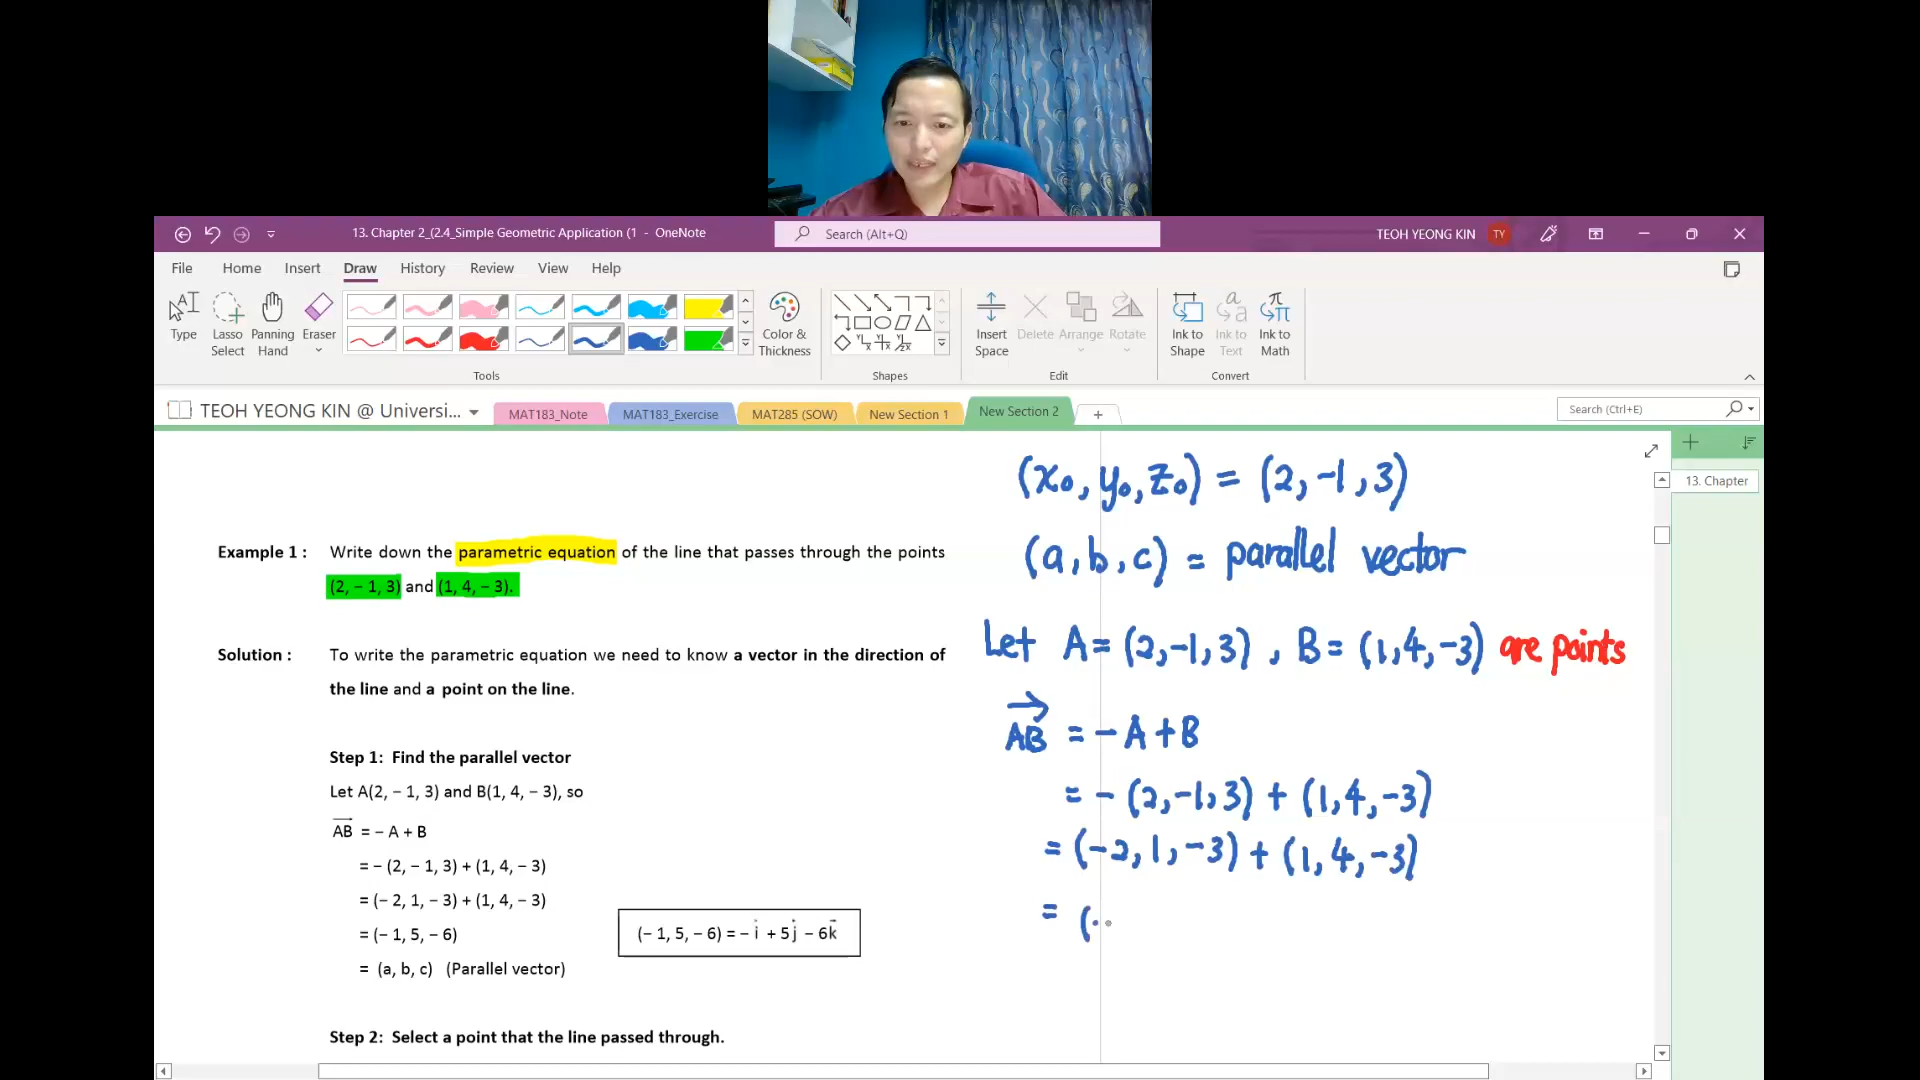 13. Chapter 2_(2.4_Simple Geometric Application (1 - OneNote
Search (Alt+Q)
TEOH YEONG KIN TY
File Home Insert Draw History Review View Help
Type
Lasso Select
Panning Hand
Eraser
Color & Thickness
Insert Space
Delete
Arrange
Rotate
Ink to Shape
Ink to Text
Ink to Math
Tools Shapes Edit Convert
TEOH YEONG KIN @ Universi...
MAT183_Note MAT183_Exercise MAT285 (SOW) New Section 1 New Section 2 +
Search (Ctrl+E)
13. Chapter
Example 1 : Write down the parametric equation of the line that passes through the points
(2, – 1, 3) and (1, 4, – 3).
Solution : To write the parametric equation we need to know a vector in the direction of
the line and a point on the line.
Step 1: Find the parallel vector
Let A(2, – 1, 3) and B(1, 4, – 3), so
AB = – A + B
= – (2, – 1, 3) + (1, 4, – 3)
= (– 2, 1, – 3) + (1, 4, – 3)
= (– 1, 5, – 6)
= (a, b, c) (Parallel vector)
(– 1, 5, – 6) = – i + 5j – 6k
Step 2: Select a point that the line passed through.
(x₀, y₀, z₀) = (2, -1, 3)
(a, b, c) = parallel vector
Let A = (2, -1, 3) , B = (1, 4, -3) are points
AB = - A + B
= - (2, -1, 3) + (1, 4, -3)
= (-2, 1, -3) + (1, 4, -3)
= (-